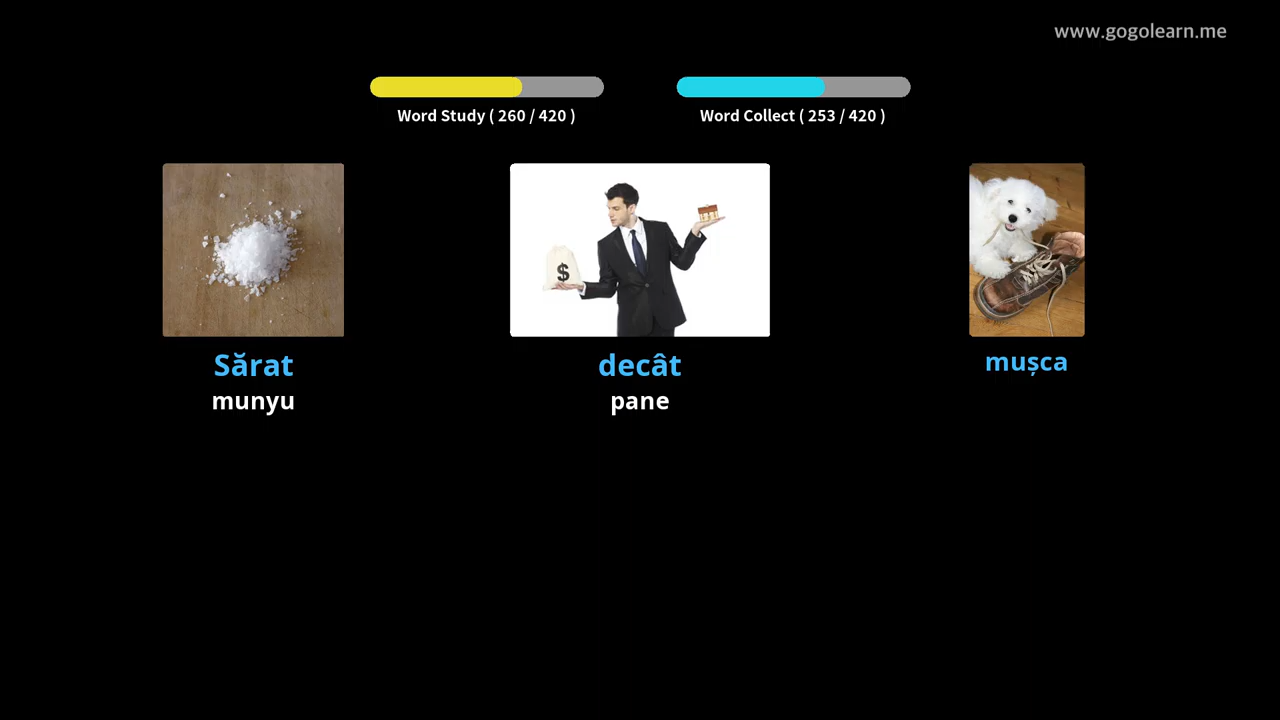 www.gogolearn.me
Word Study ( 260 / 420 )
Word Collect ( 253 / 420 )
$
Sărat
munyu
decât
pane
mușca